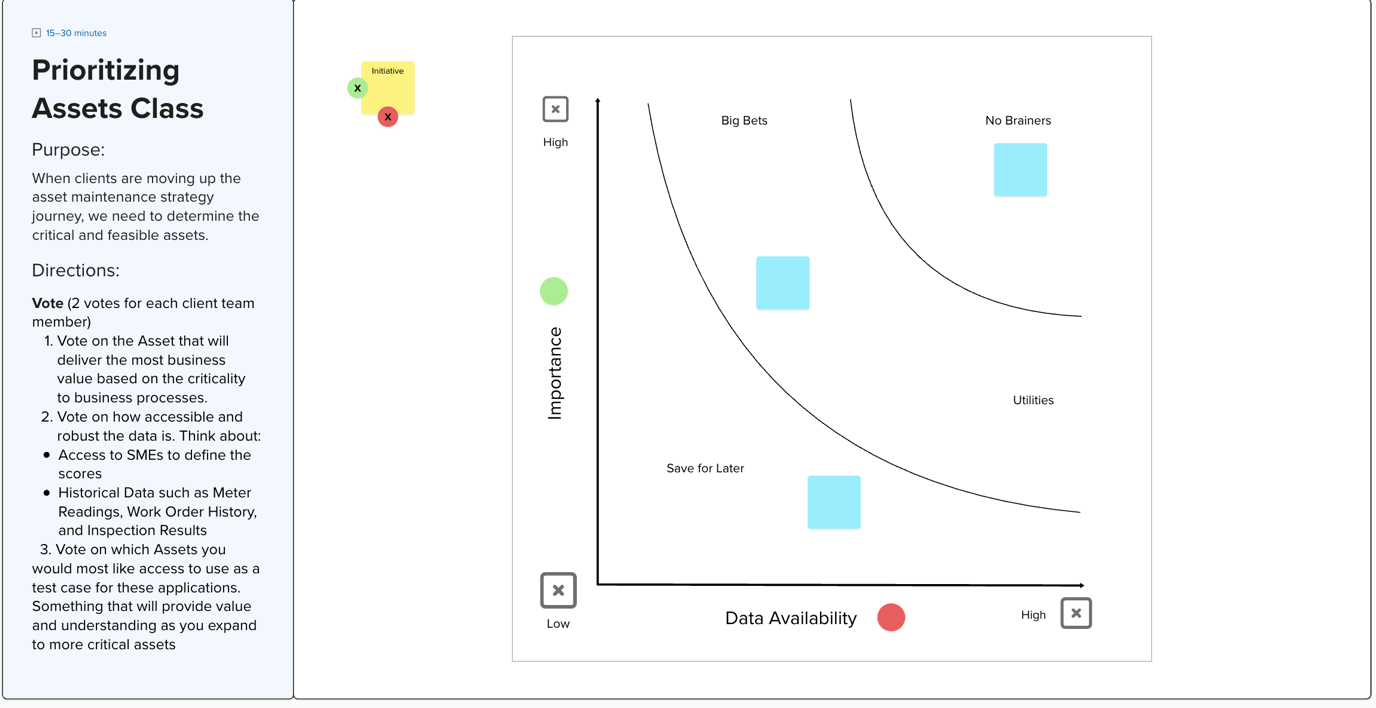 15–30 minutes
Prioritizing
Assets Class
Purpose:
When clients are moving up the
asset maintenance strategy
journey, we need to determine the
critical and feasible assets.
Directions:
Vote (2 votes for each client team
member)
1. Vote on the Asset that will
deliver the most business
value based on the criticality
to business processes.
2. Vote on how accessible and
robust the data is. Think about:
• Access to SMEs to define the
scores
• Historical Data such as Meter
Readings, Work Order History,
and Inspection Results
3. Vote on which Assets you
would most like access to use as a
test case for these applications.
Something that will provide value
and understanding as you expand
to more critical assets
Initiative
X
X
High
Big Bets
No Brainers
Importance
Utilities
Save for Later
Low
Data Availability
High